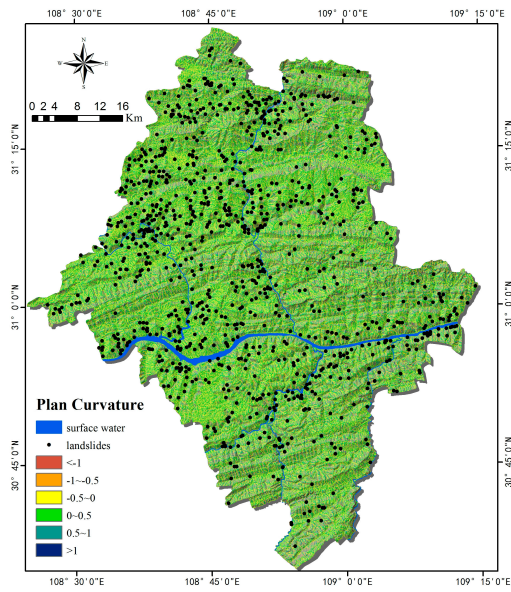 108° 30'0"E 108° 45'0"E 109° 0'0"E 109° 15'0"E
N
W E
S
0 2 4 8 12 16
Km
31° 15'0"N
31° 15'0"N
31° 0'0"N
31° 0'0"N
30° 45'0"N
30° 45'0"N
Plan Curvature
surface water
landslides
<-1
-1~-0.5
-0.5~0
0~0.5
0.5~1
>1
108° 30'0"E 108° 45'0"E 109° 0'0"E 109° 15'0"E